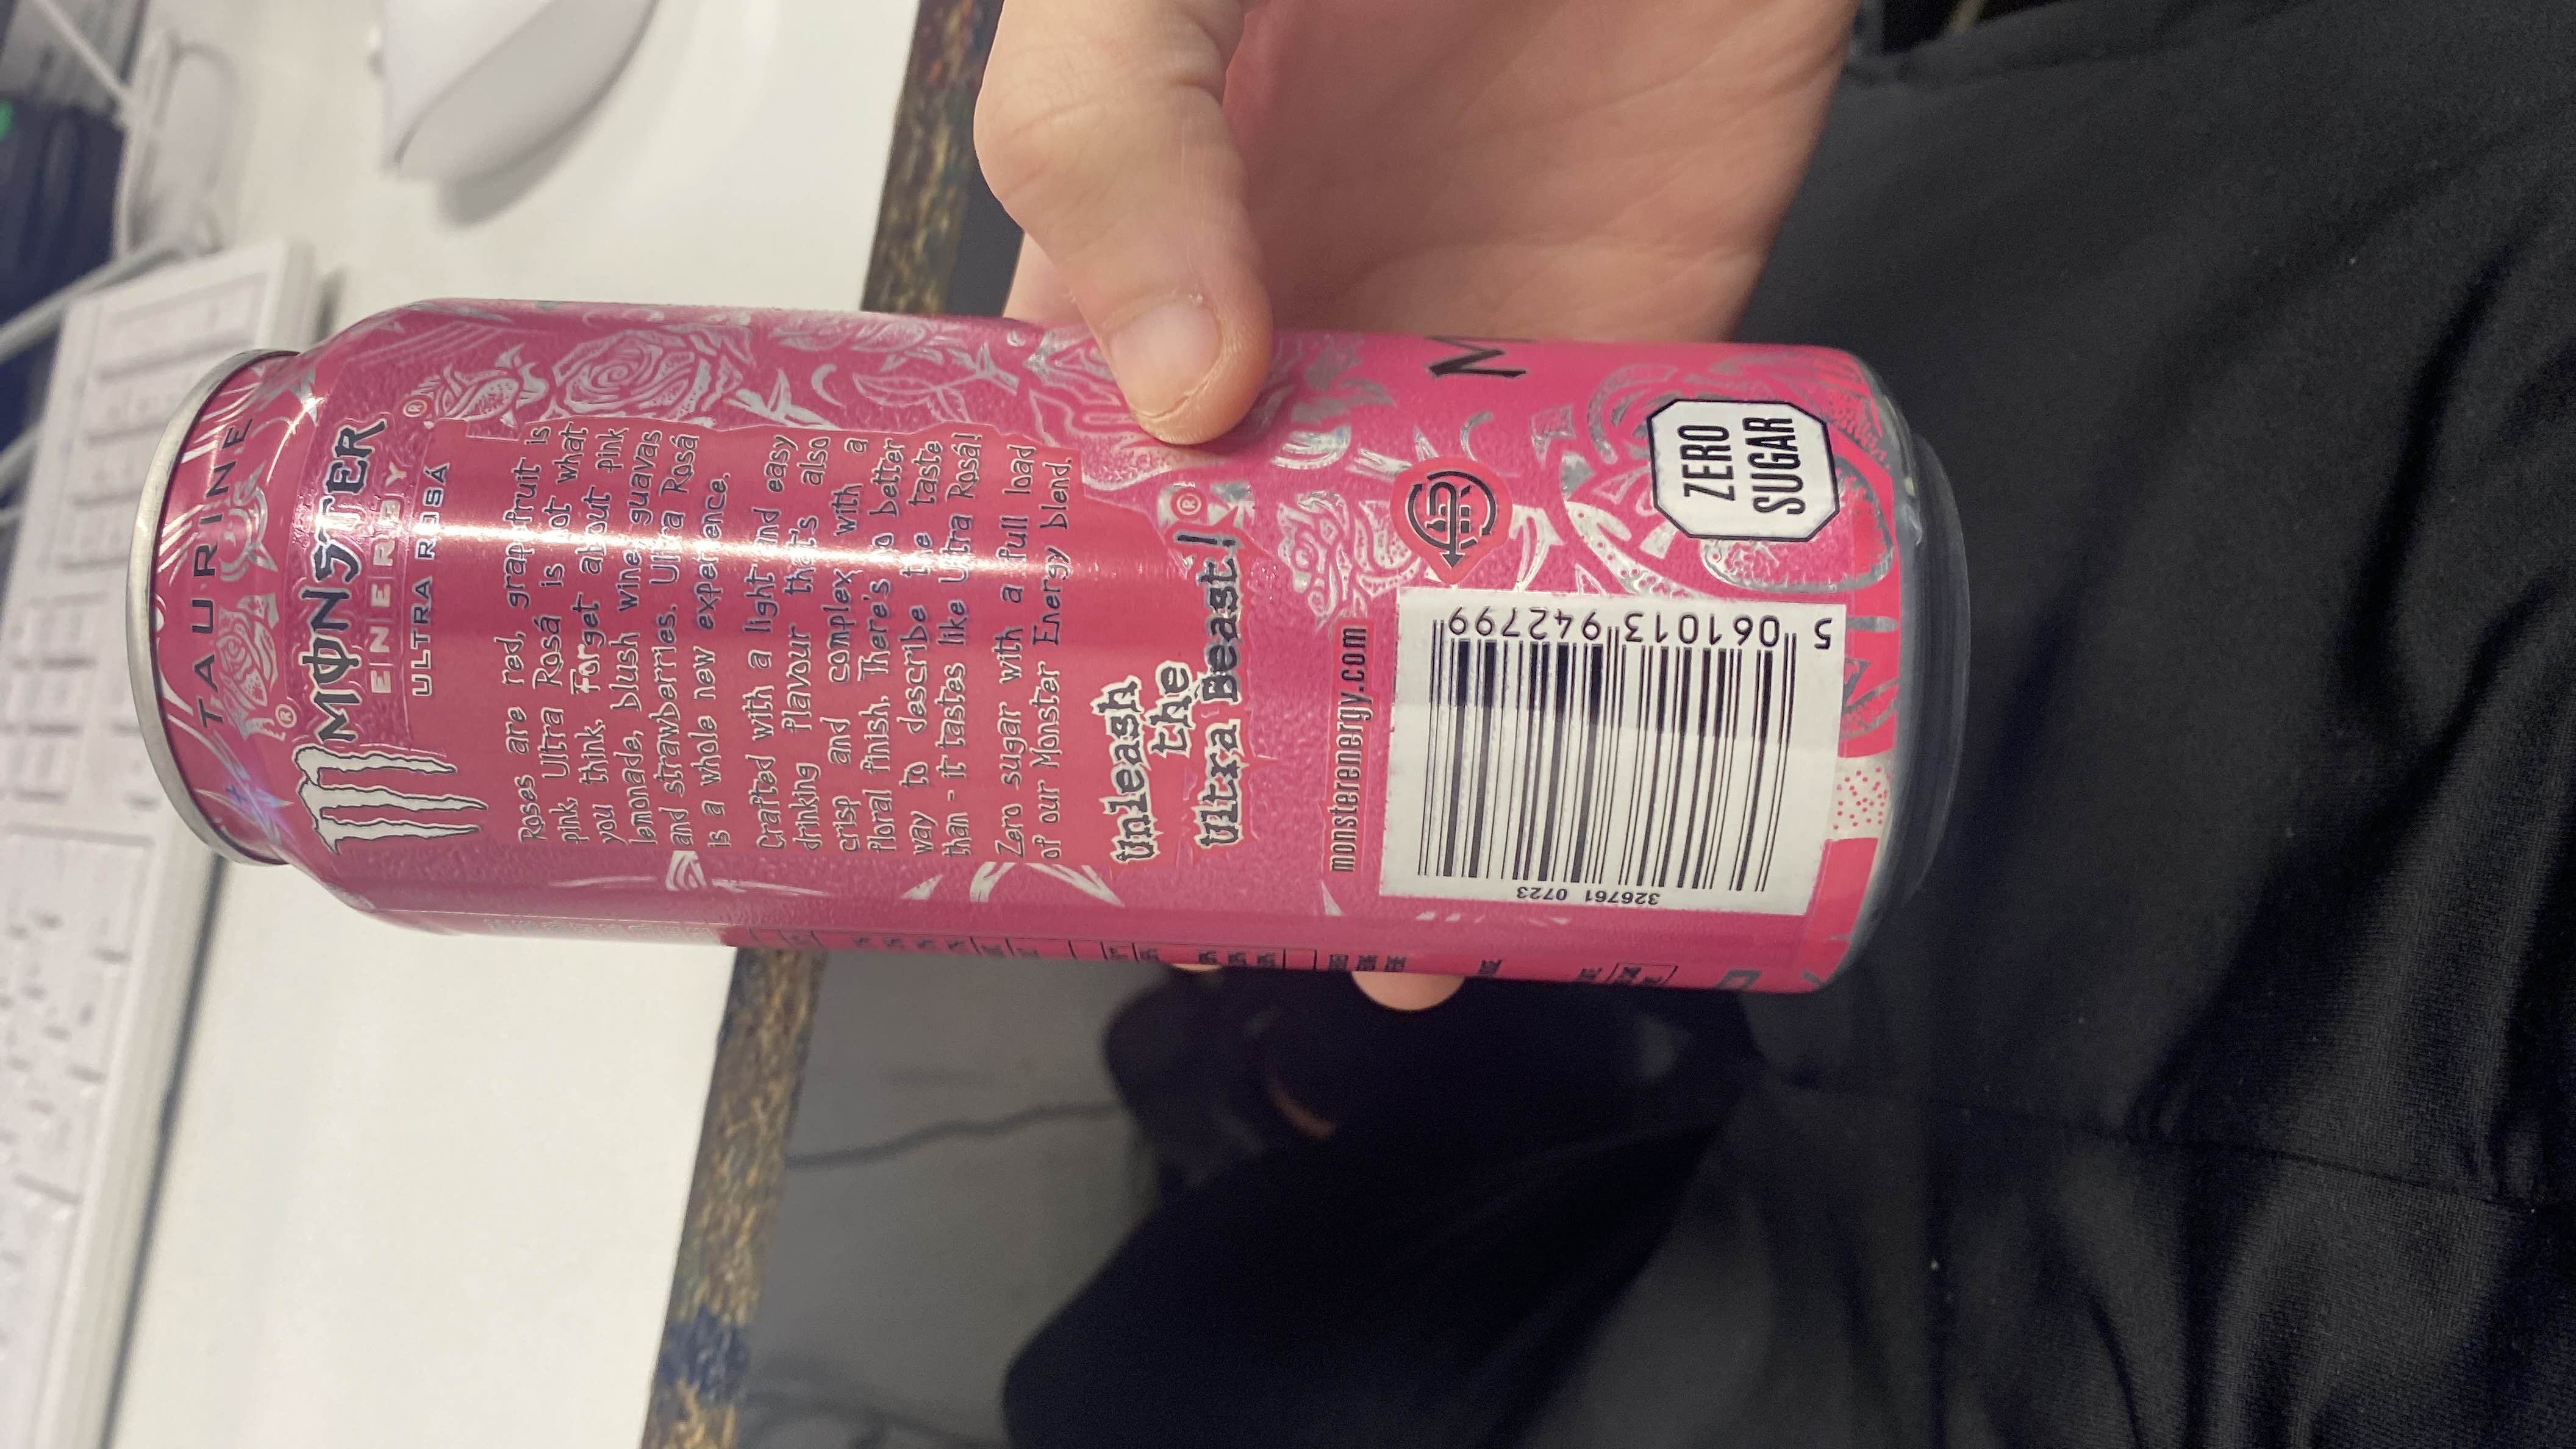 TAURINE
MONSTER
ENERGY
ULTRA ROSÁ
Roses are red, grapefruit is
pink, Ultra Rosá is not what
you think. Forget about pink
lemonade, blush wine, guavas
and strawberries. Ultra Rosá
is a whole new experience.
Crafted with a light and easy
drinking flavour that's also
crisp and complex with a
floral finish. There's no better
way to describe the taste
than - it tastes like Ultra Rosá!
Zero sugar with a full load
of our Monster Energy blend.
Unleash
the
Ultra Beast!®
monsterenergy.com
ZERO
SUGAR
5 061013 942799
326761 0723